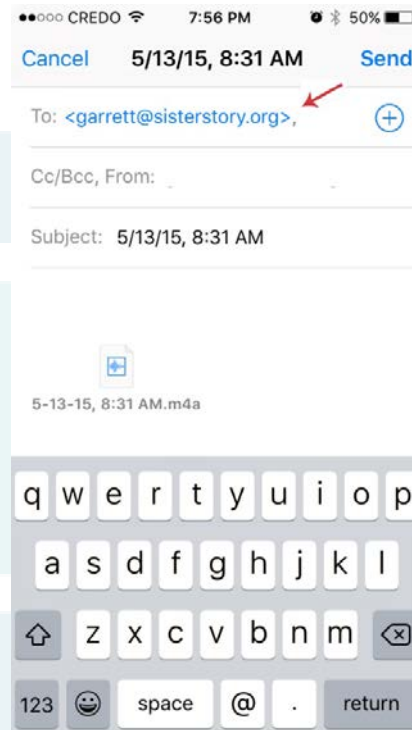 CREDO 7:56 PM 50%
Cancel 5/13/15, 8:31 AM Send
To: <garrett@sisterstory.org>,
Cc/Bcc, From:
Subject: 5/13/15, 8:31 AM
5-13-15, 8:31 AM.m4a
q w e r t y u i o p
a s d f g h j k l
z x c v b n m
123 space @ . return